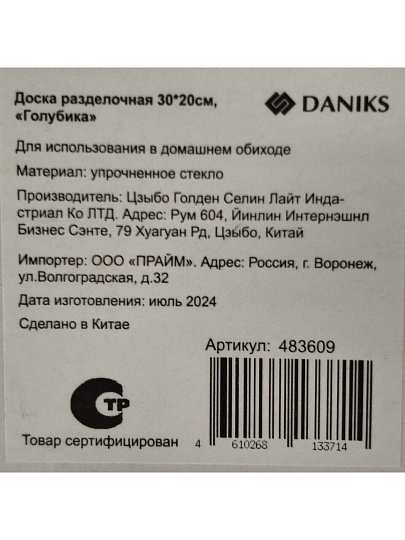 Доска разделочная 30*20см,
«Голубика»
DANIKS
Для использования в домашнем обиходе
Материал: упрочненное стекло
Производитель: Цзыбо Голден Селин Лайт Инда-
стриал Ко ЛТД. Адрес: Рум 604, Йинлин Интернэшнл
Бизнес Сэнте, 79 Хуагуан Рд, Цзыбо, Китай
Импортер: ООО «ПРАЙМ». Адрес: Россия, г. Воронеж,
ул.Волгоградская, д.32
Дата изготовления: июль 2024
Сделано в Китае
Артикул: 483609
СТР
Товар сертифицирован
4 610268 133714